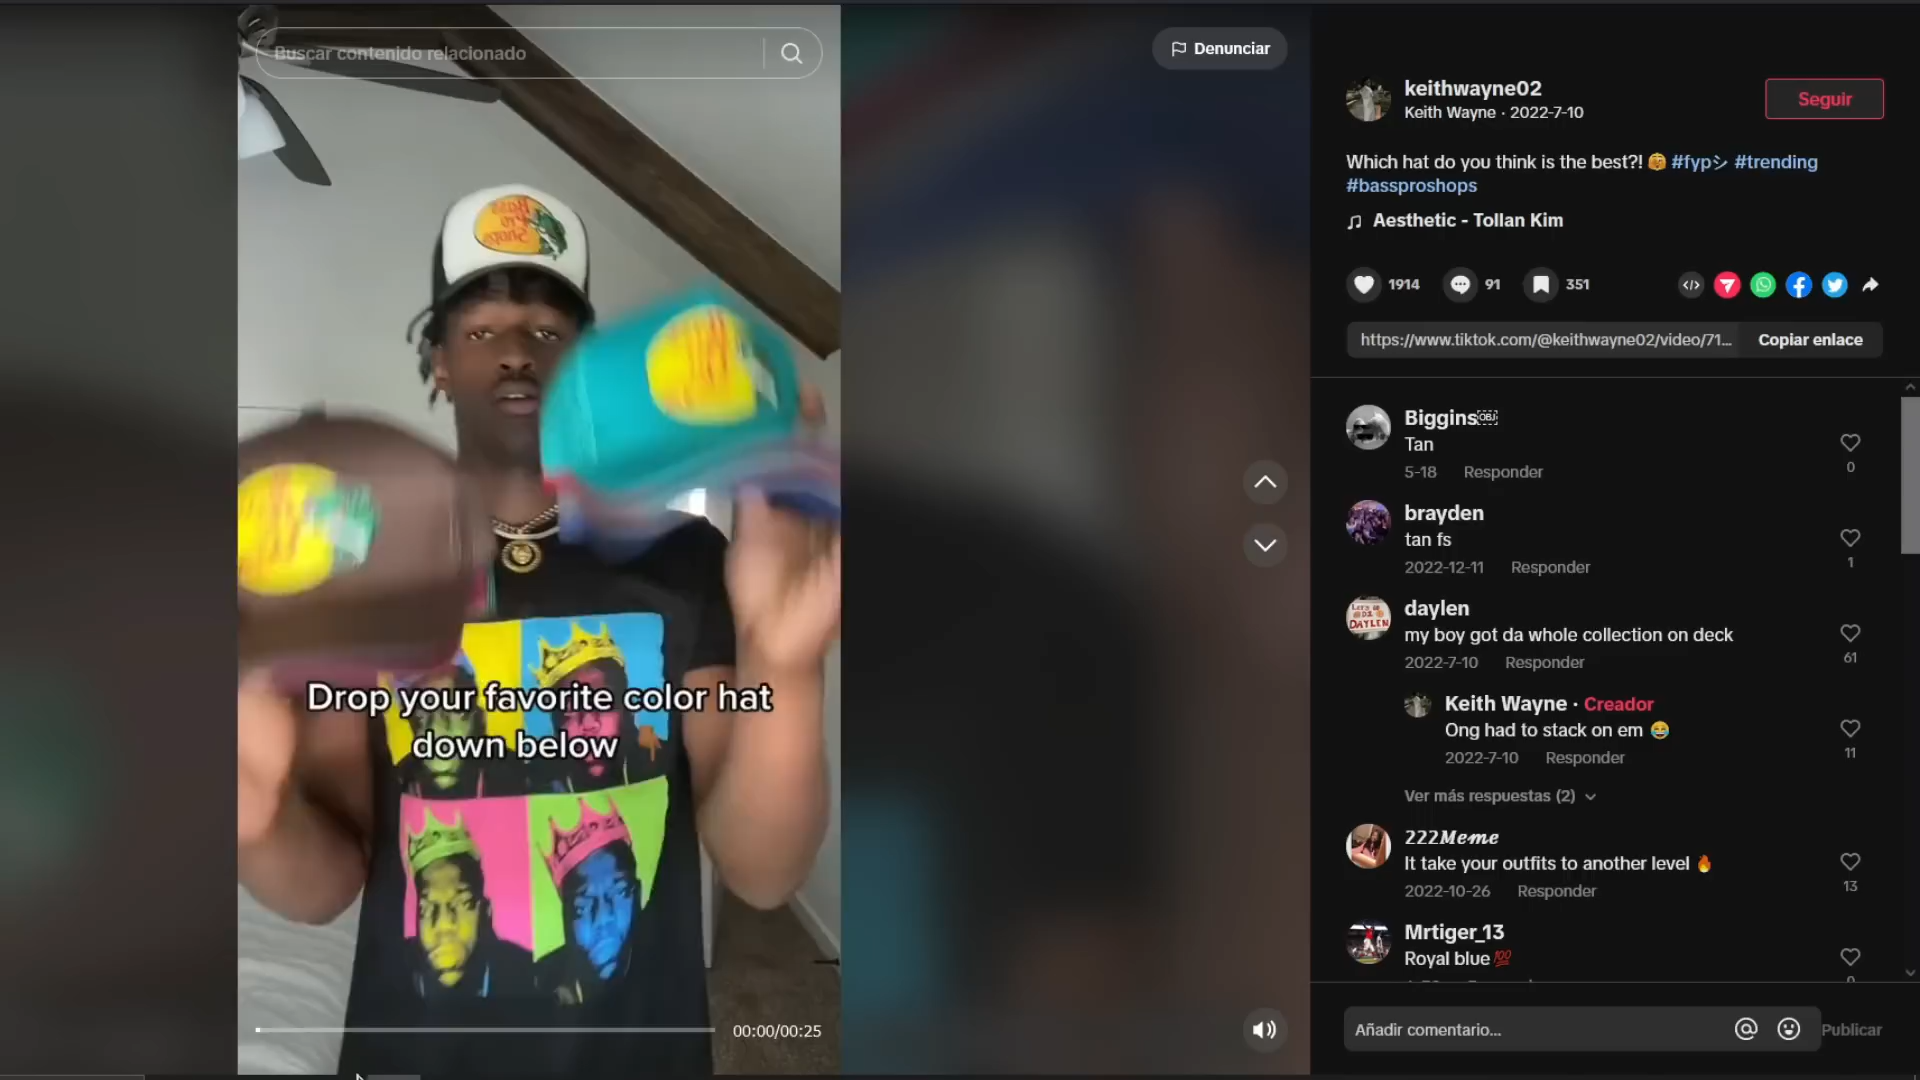 Buscar contenido relacionado
Denunciar
Bass
Pro
Shops
Drop your favorite color hat
down below
00:00/00:25
keithwayne02
Keith Wayne · 2022-7-10
Seguir
Which hat do you think is the best?! #fypシ #trending
#bassproshops
Aesthetic - Tollan Kim
1914
91
351
https://www.tiktok.com/@keithwayne02/video/71...
Copiar enlace
Biggins
Tan
5-18 Responder
0
brayden
tan fs
2022-12-11 Responder
1
daylen
my boy got da whole collection on deck
2022-7-10 Responder
61
Keith Wayne · Creador
Ong had to stack on em 😂
2022-7-10 Responder
11
Ver más respuestas (2)
222Meme
It take your outfits to another level 🔥
2022-10-26 Responder
13
Mrtiger_13
Royal blue💯
Añadir comentario...
Publicar